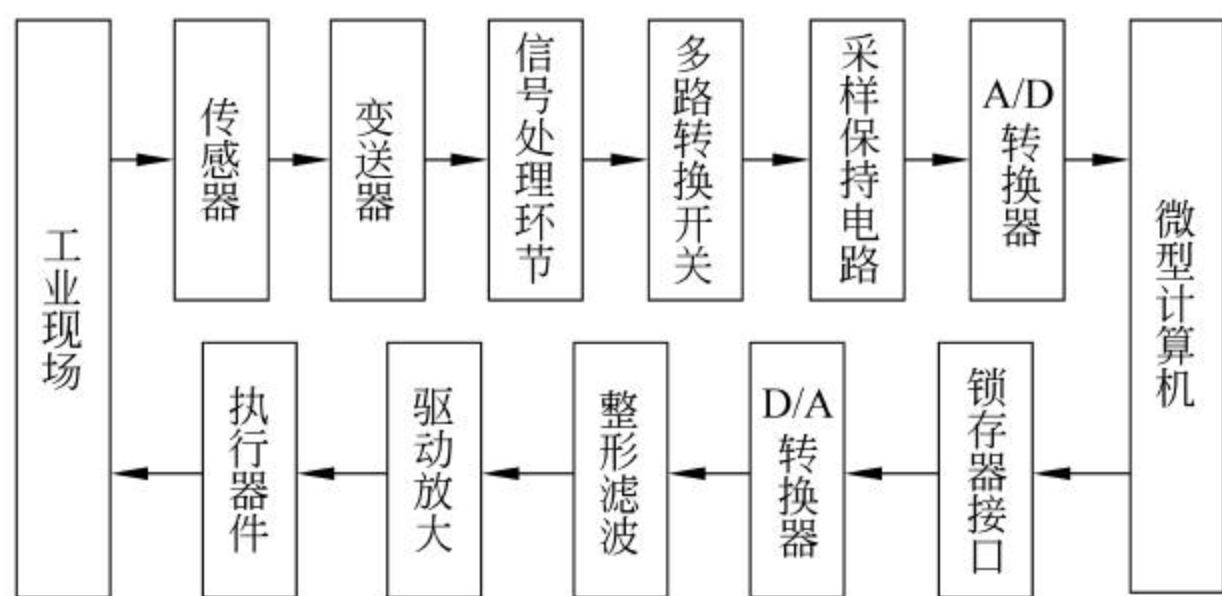 工业现场
传感器
变送器
信号处理环节
多路转换开关
采样保持电路
A/D转换器
微型计算机
锁存器接口
D/A转换器
整形滤波
驱动放大
执行器件